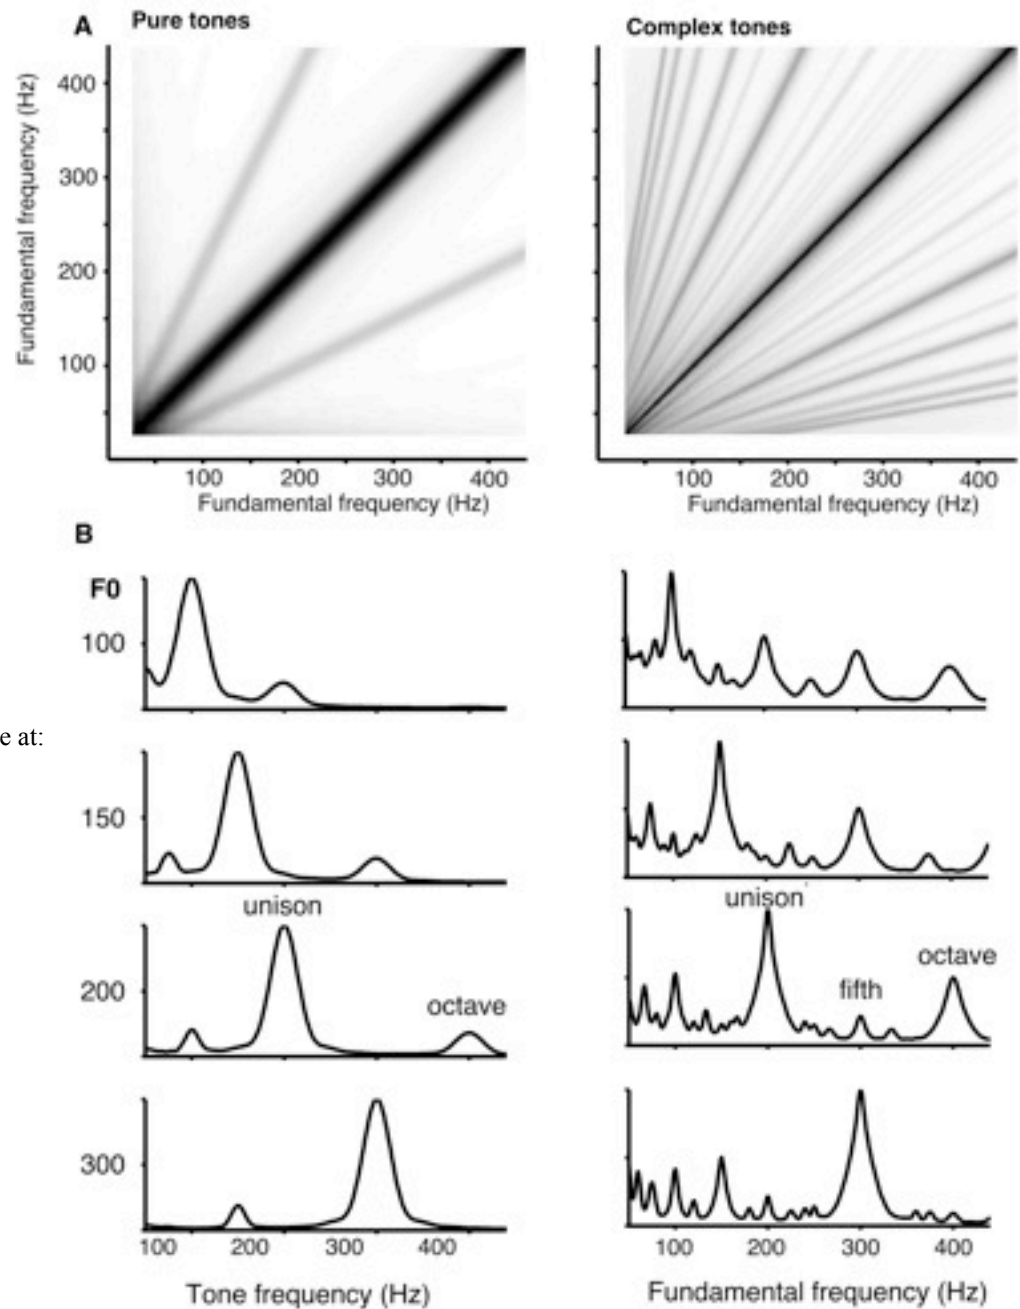 A
Pure tones
Fundamental frequency (Hz)
400
300
200
100
100 200 300 400
Fundamental frequency (Hz)
Complex tones
100 200 300 400
Fundamental frequency (Hz)
B
F0
100
e at:
150
unison
200
octave
300
100 200 300 400
Tone frequency (Hz)
unison
fifth
octave
100 200 300 400
Fundamental frequency (Hz)